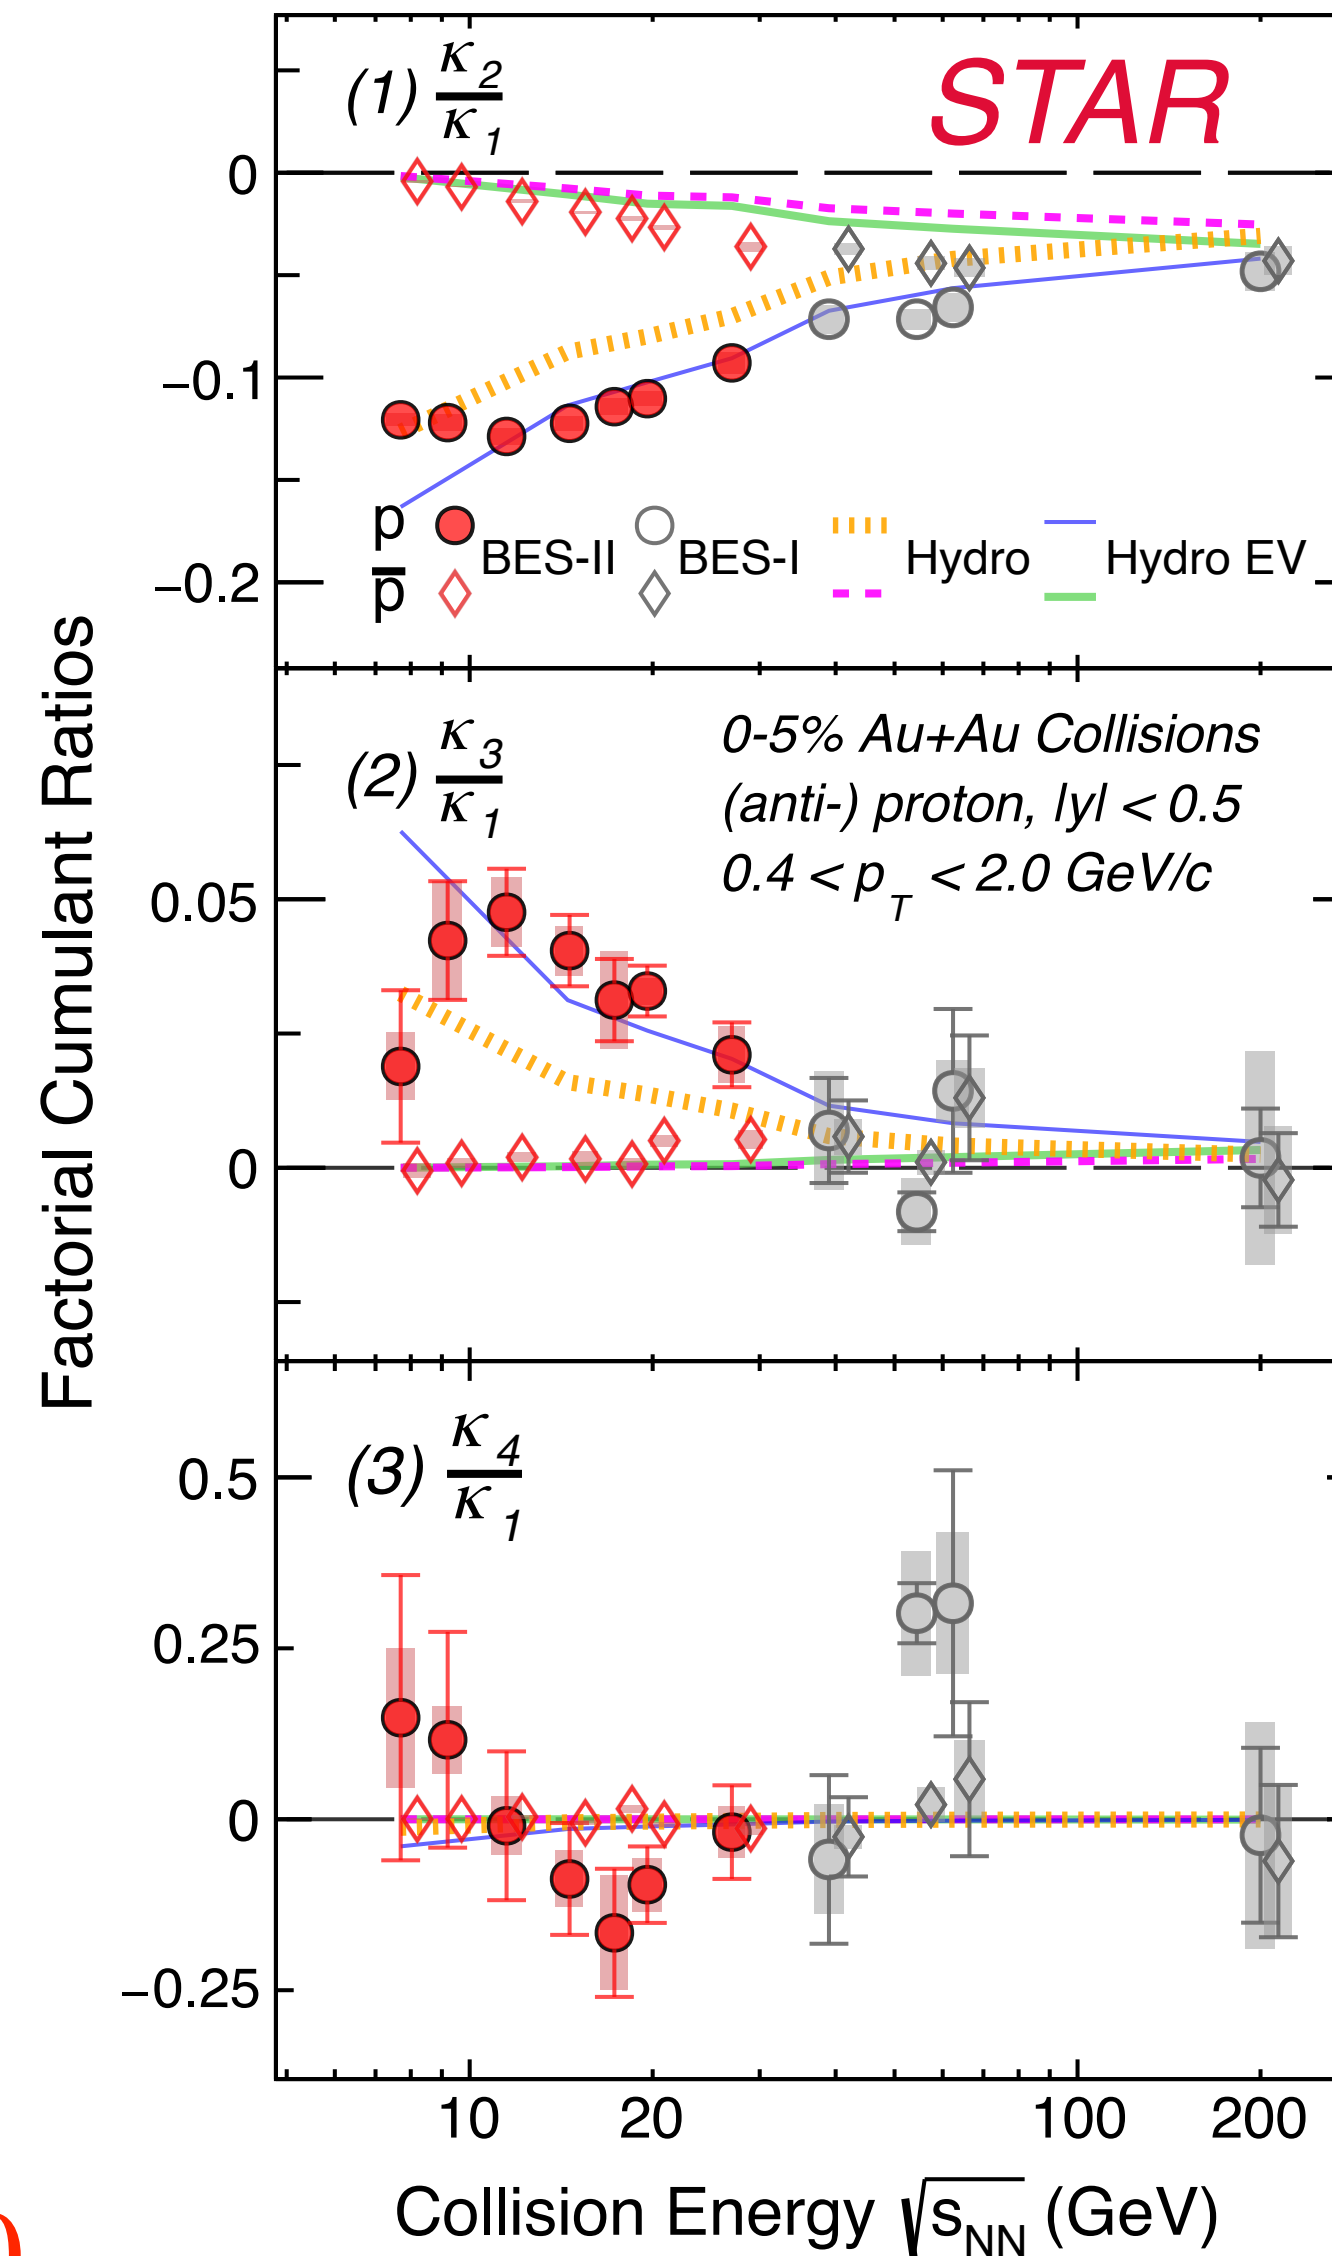 (1) κ2/κ1
STAR
0
−0.1
−0.2
p BES-II BES-I Hydro Hydro EV
p̅
Factorial Cumulant Ratios
(2) κ3/κ1
0-5% Au+Au Collisions
(anti-) proton, |y| < 0.5
0.4 < pT < 2.0 GeV/c
0.05
0
(3) κ4/κ1
0.5
0.25
0
−0.25
10 20 100 200
Collision Energy √sNN (GeV)
)